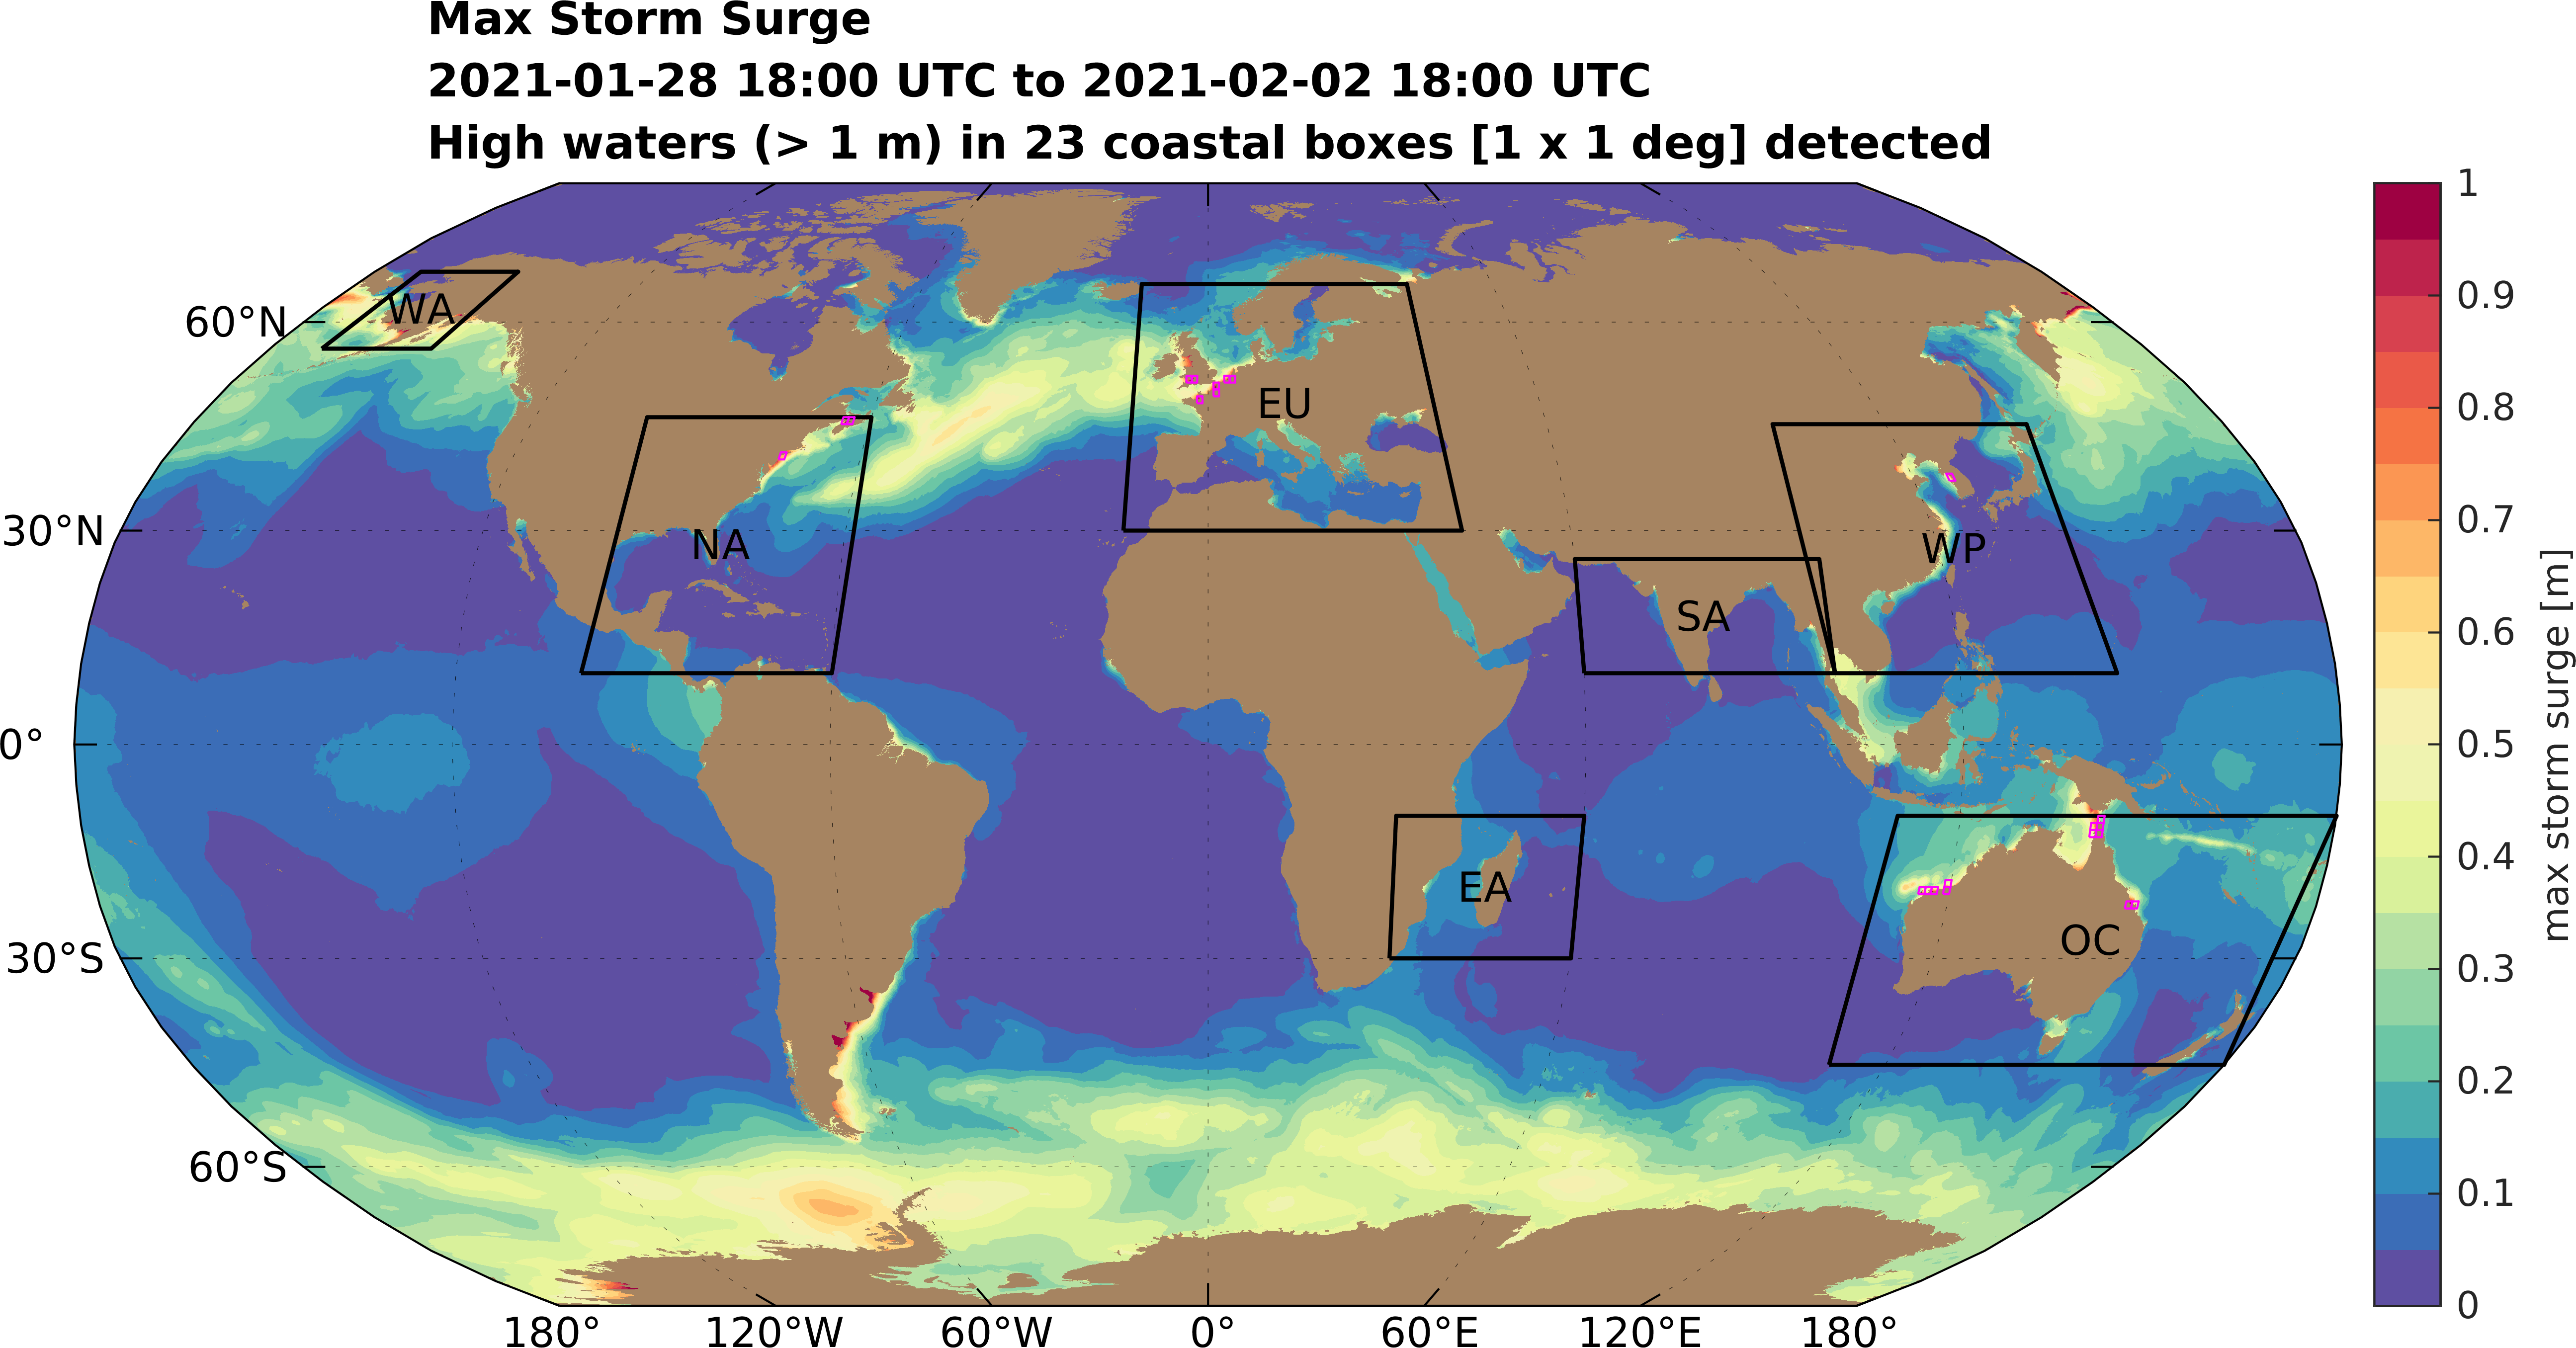 Max Storm Surge
2021-01-28 18:00 UTC to 2021-02-02 18:00 UTC
High waters (> 1 m) in 23 coastal boxes [1 x 1 deg] detected
60°N
30°N
0°
30°S
60°S
180°
120°W
60°W
0°
60°E
120°E
180°
WA
NA
EU
SA
WP
EA
OC
1
0.9
0.8
0.7
0.6
0.5
0.4
0.3
0.2
0.1
0
max storm surge [m]